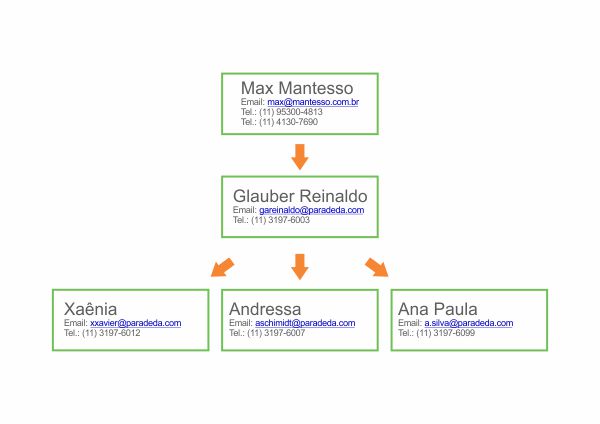 Max Mantesso
Email: max@mantesso.com.br
Tel.: (11) 95300-4813
Tel.: (11) 4130-7690
Glauber Reinaldo
Email: gareinaldo@paradeda.com
Tel.: (11) 3197-6003
Xaênia
Email: xxavier@paradeda.com
Tel.: (11) 3197-6012
Andressa
Email: aschimidt@paradeda.com
Tel.: (11) 3197-6007
Ana Paula
Email: a.silva@paradeda.com
Tel.: (11) 3197-6099